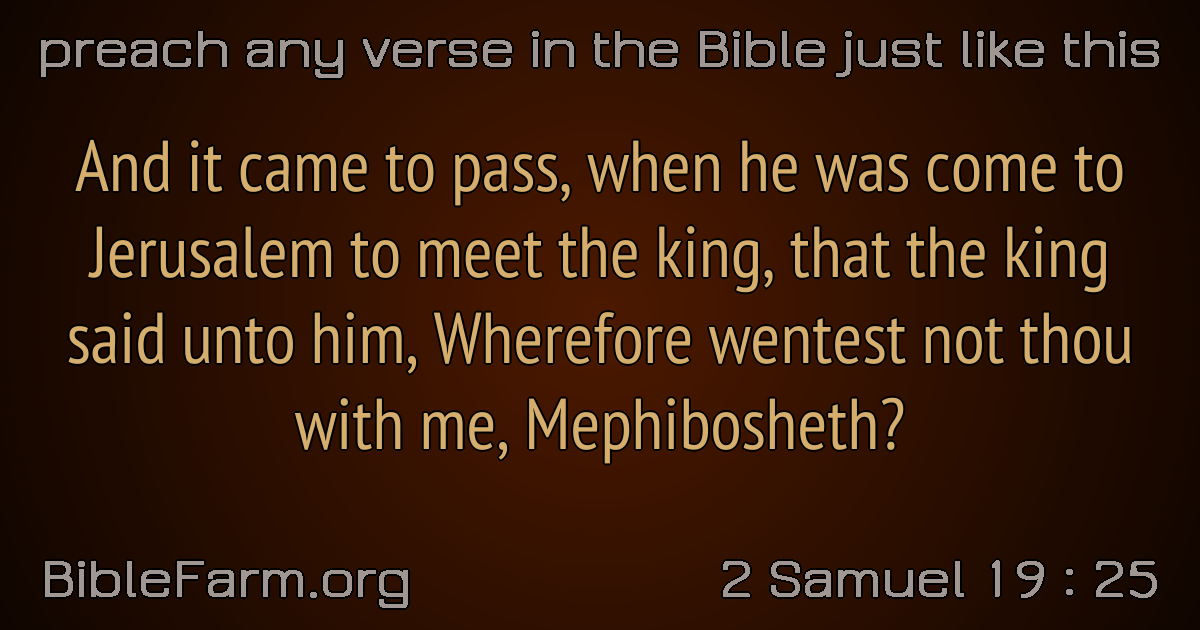 preach any verse in the Bible just like this
And it came to pass, when he was come to
Jerusalem to meet the king, that the king
said unto him, Wherefore wentest not thou
with me, Mephibosheth?
BibleFarm.org
2 Samuel 19 : 25